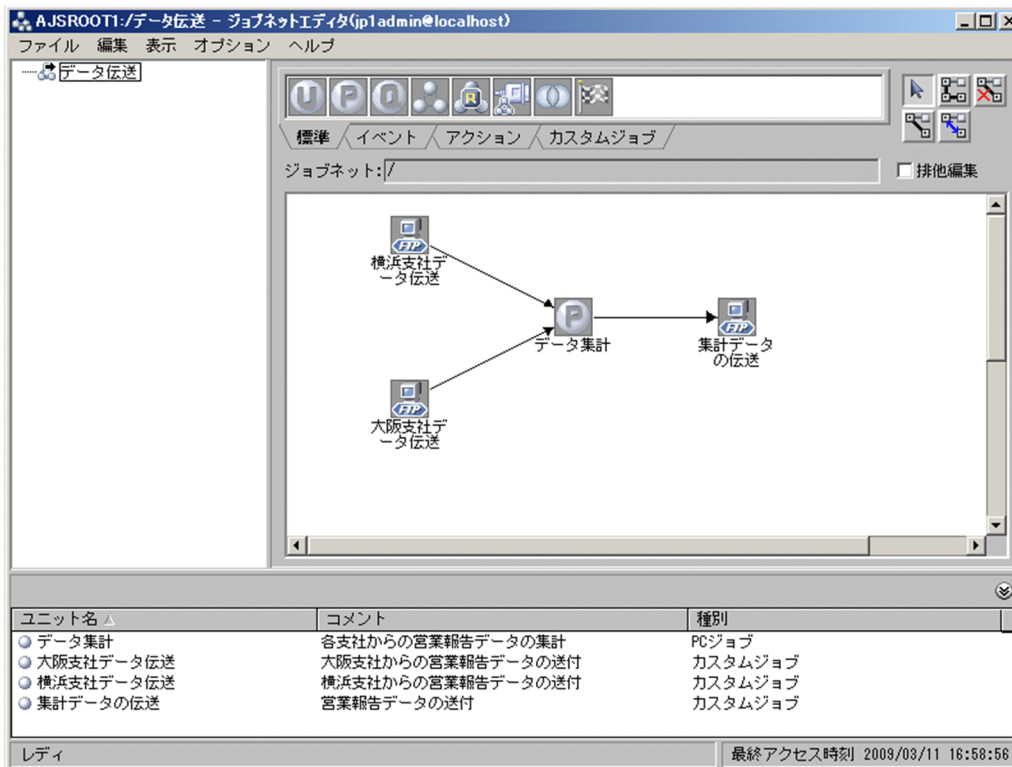 AJSROOT1:/データ伝送 - ジョブネットエディタ(jp1admin@localhost)
ファイル 編集 表示 オプション ヘルプ
データ伝送
U P Q R
標準 イベント アクション カスタムジョブ
ジョブネット: /
排他編集
FTP
横浜支社デ
ータ伝送
P
データ集計
FTP
集計データ
の伝送
FTP
大阪支社デ
ータ伝送
ユニット名 コメント 種別
データ集計 各支社からの営業報告データの集計 PCジョブ
大阪支社データ伝送 大阪支社からの営業報告データの送付 カスタムジョブ
横浜支社データ伝送 横浜支社からの営業報告データの送付 カスタムジョブ
集計データの伝送 営業報告データの送付 カスタムジョブ
レディ 最終アクセス時刻 2009/03/11 16:58:56